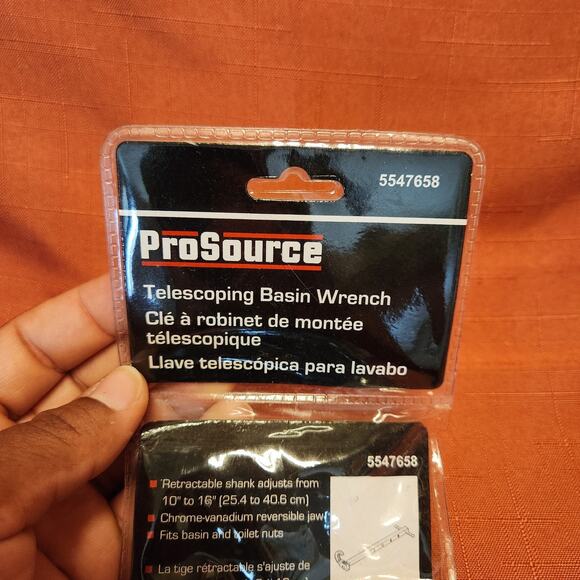 5547658
ProSource
Telescoping Basin Wrench
Clé à robinet de montée
télescopique
Llave telescópica para lavabo
5547658
Retractable shank adjusts from
10" to 16" (25.4 to 40.6 cm)
Chrome-vanadium reversible jaw
Fits basin and toilet nuts
La tige rétractable s'ajuste de